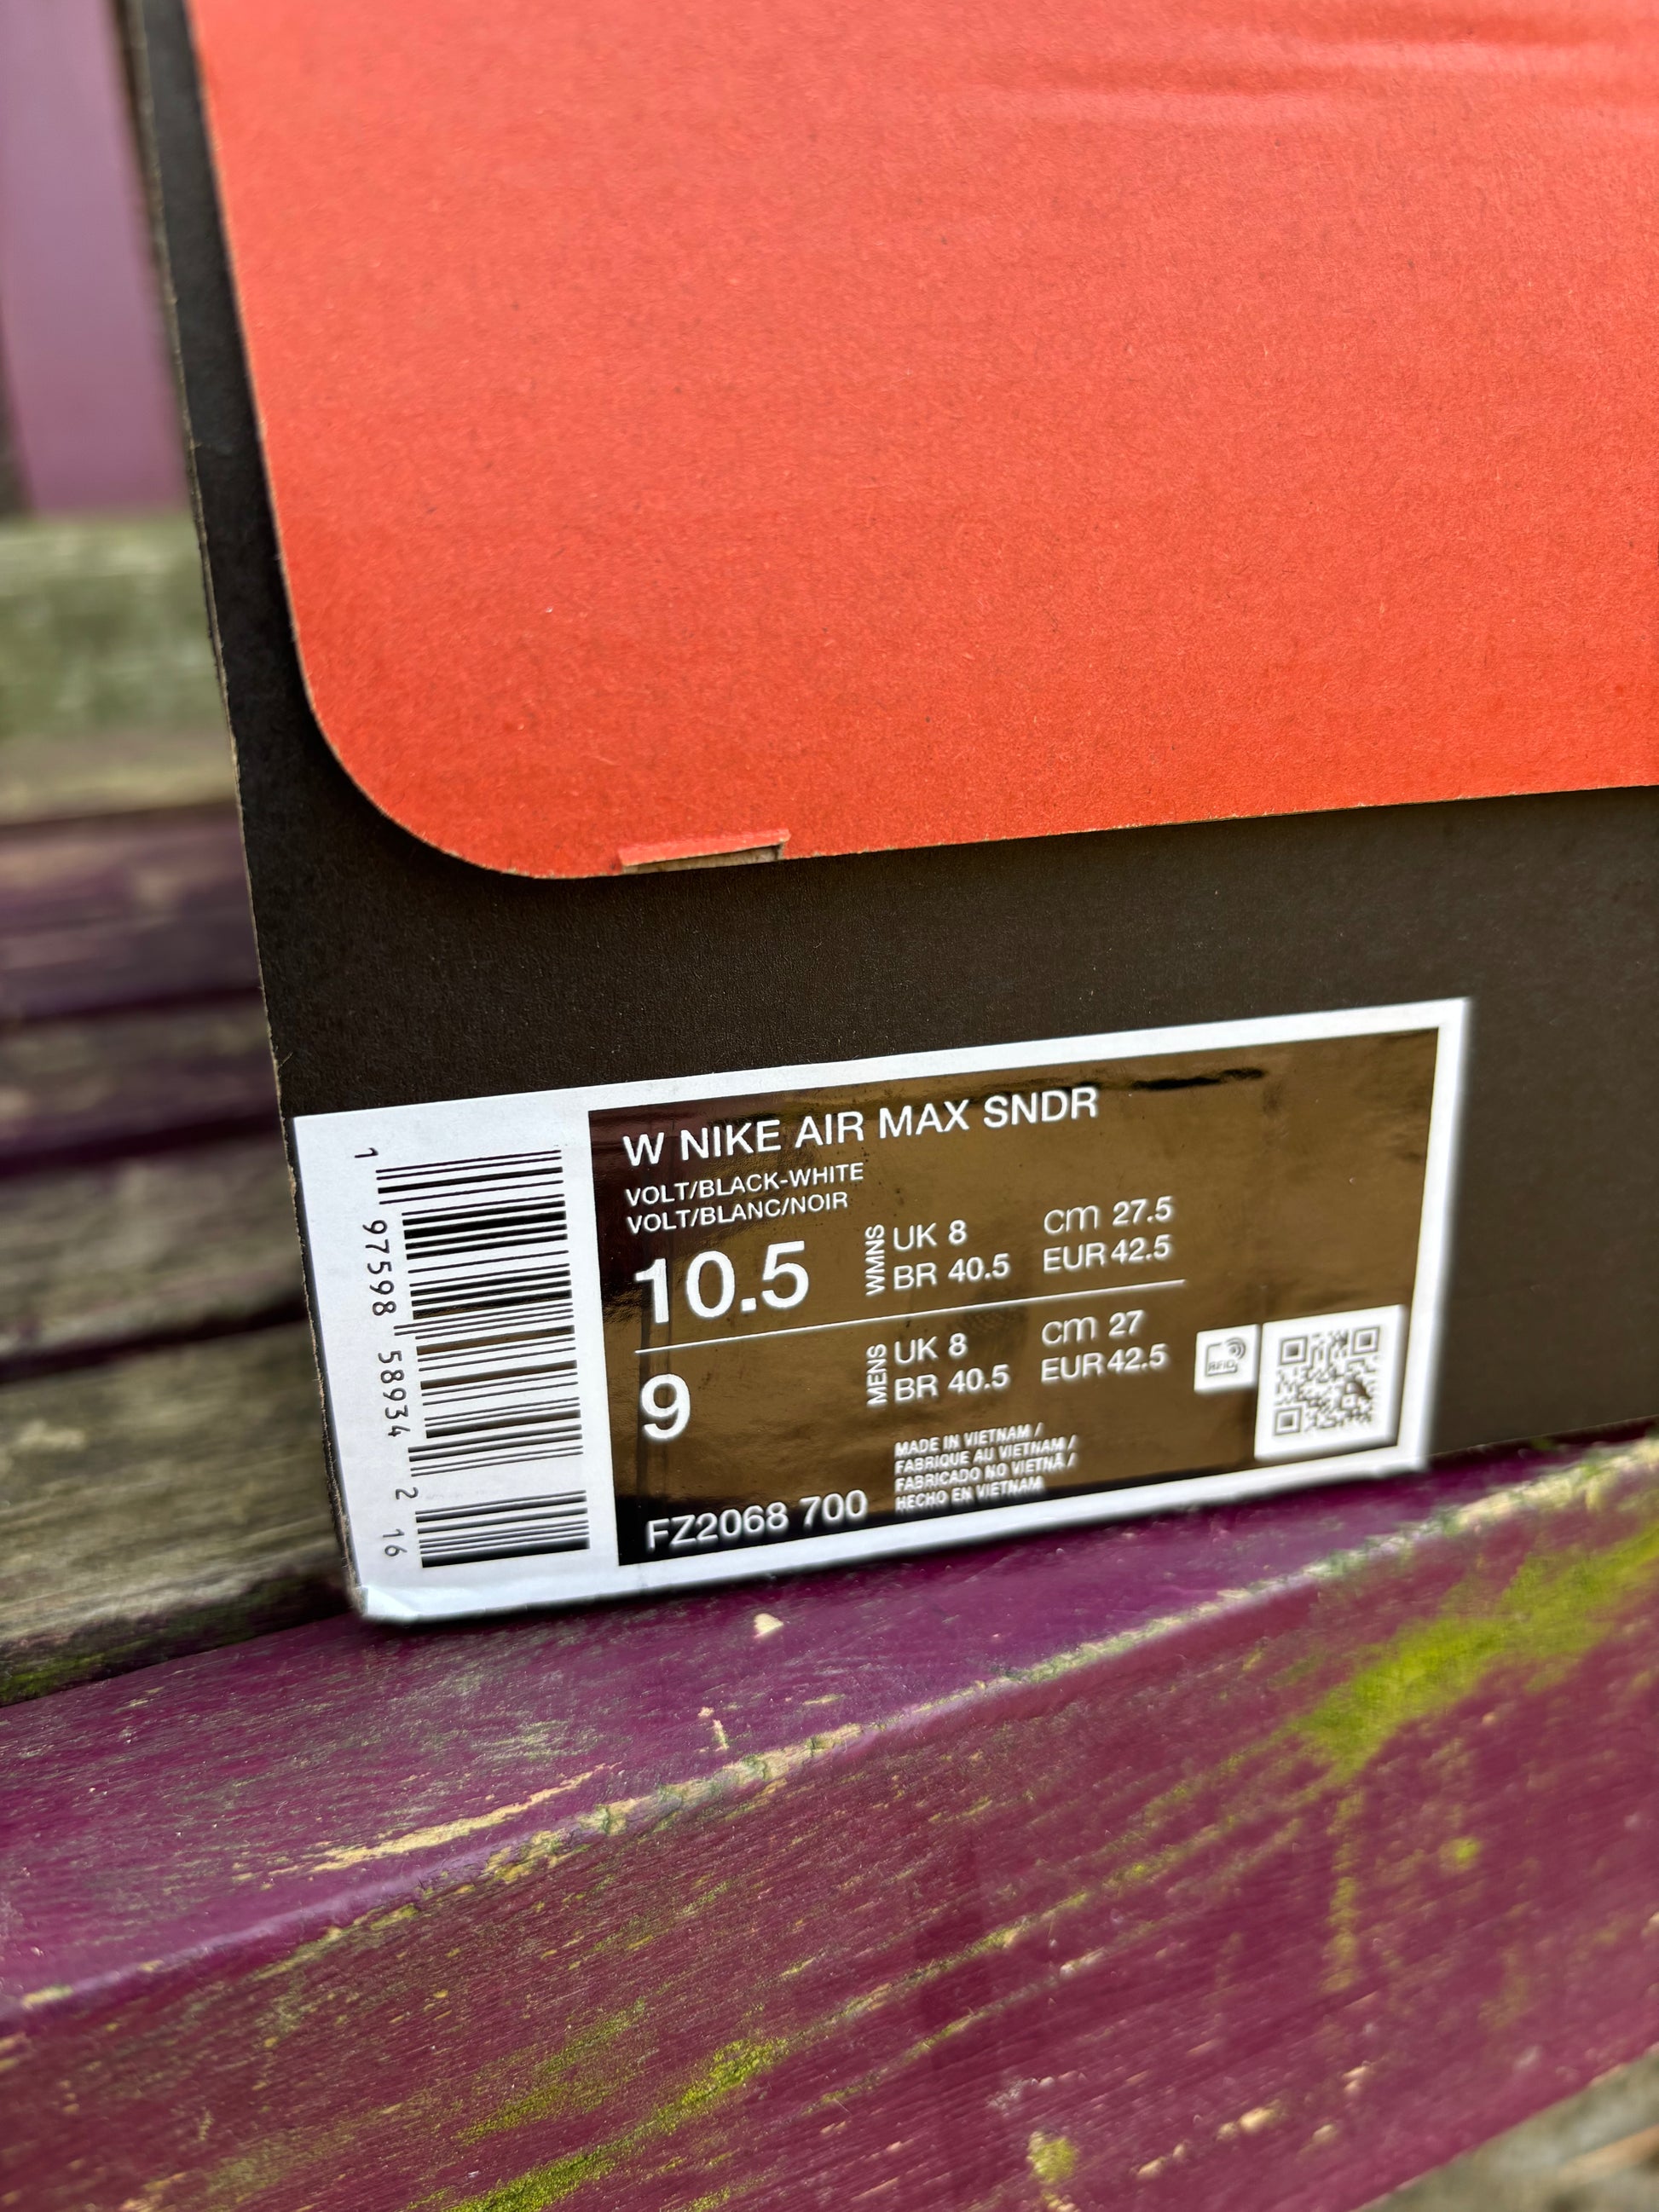 W NIKE AIR MAX SNDR
VOLT/BLACK-WHITE
VOLT/BLANC/NOIR
10.5
WMNS
UK 8
cm 27.5
BR 40.5
EUR 42.5
9
MENS
UK 8
cm 27
BR 40.5
EUR 42.5
RFID
MADE IN VIETNAM /
FABRIQUE AU VIETNAM /
FABRICADO NO VIETNÃ /
HECHO EN VIETNAM
FZ2068 700
1 97598 58934 2 16